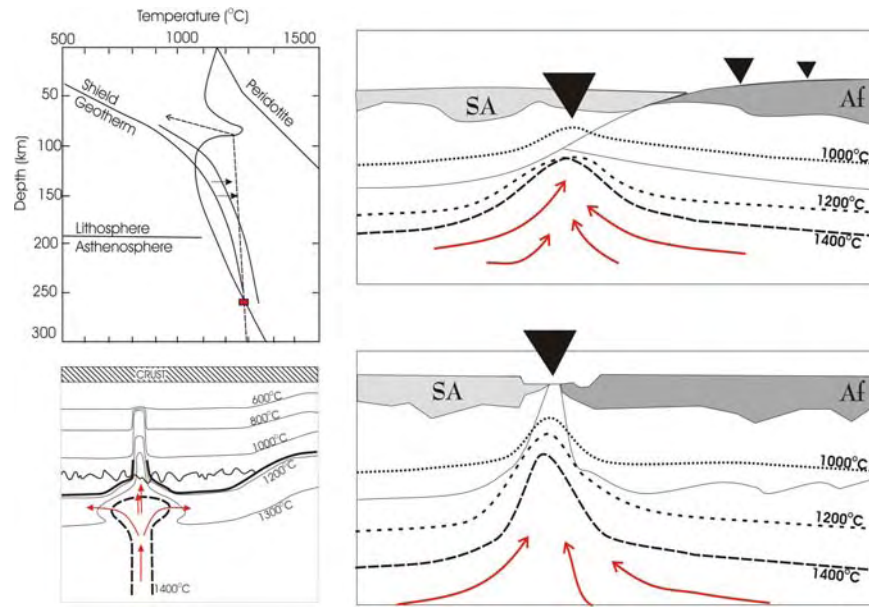 Temperature (°C)
500
1000
1500
50
100
150
200
250
300
Depth (km)
Shield
Geotherm
Peridotite
Lithosphere
Asthenosphere
SA
Af
1000°C
1200°C
1400°C
CRUST
600°C
800°C
1000°C
1200°C
1300°C
1400°C
SA
Af
1000°C
1200°C
1400°C